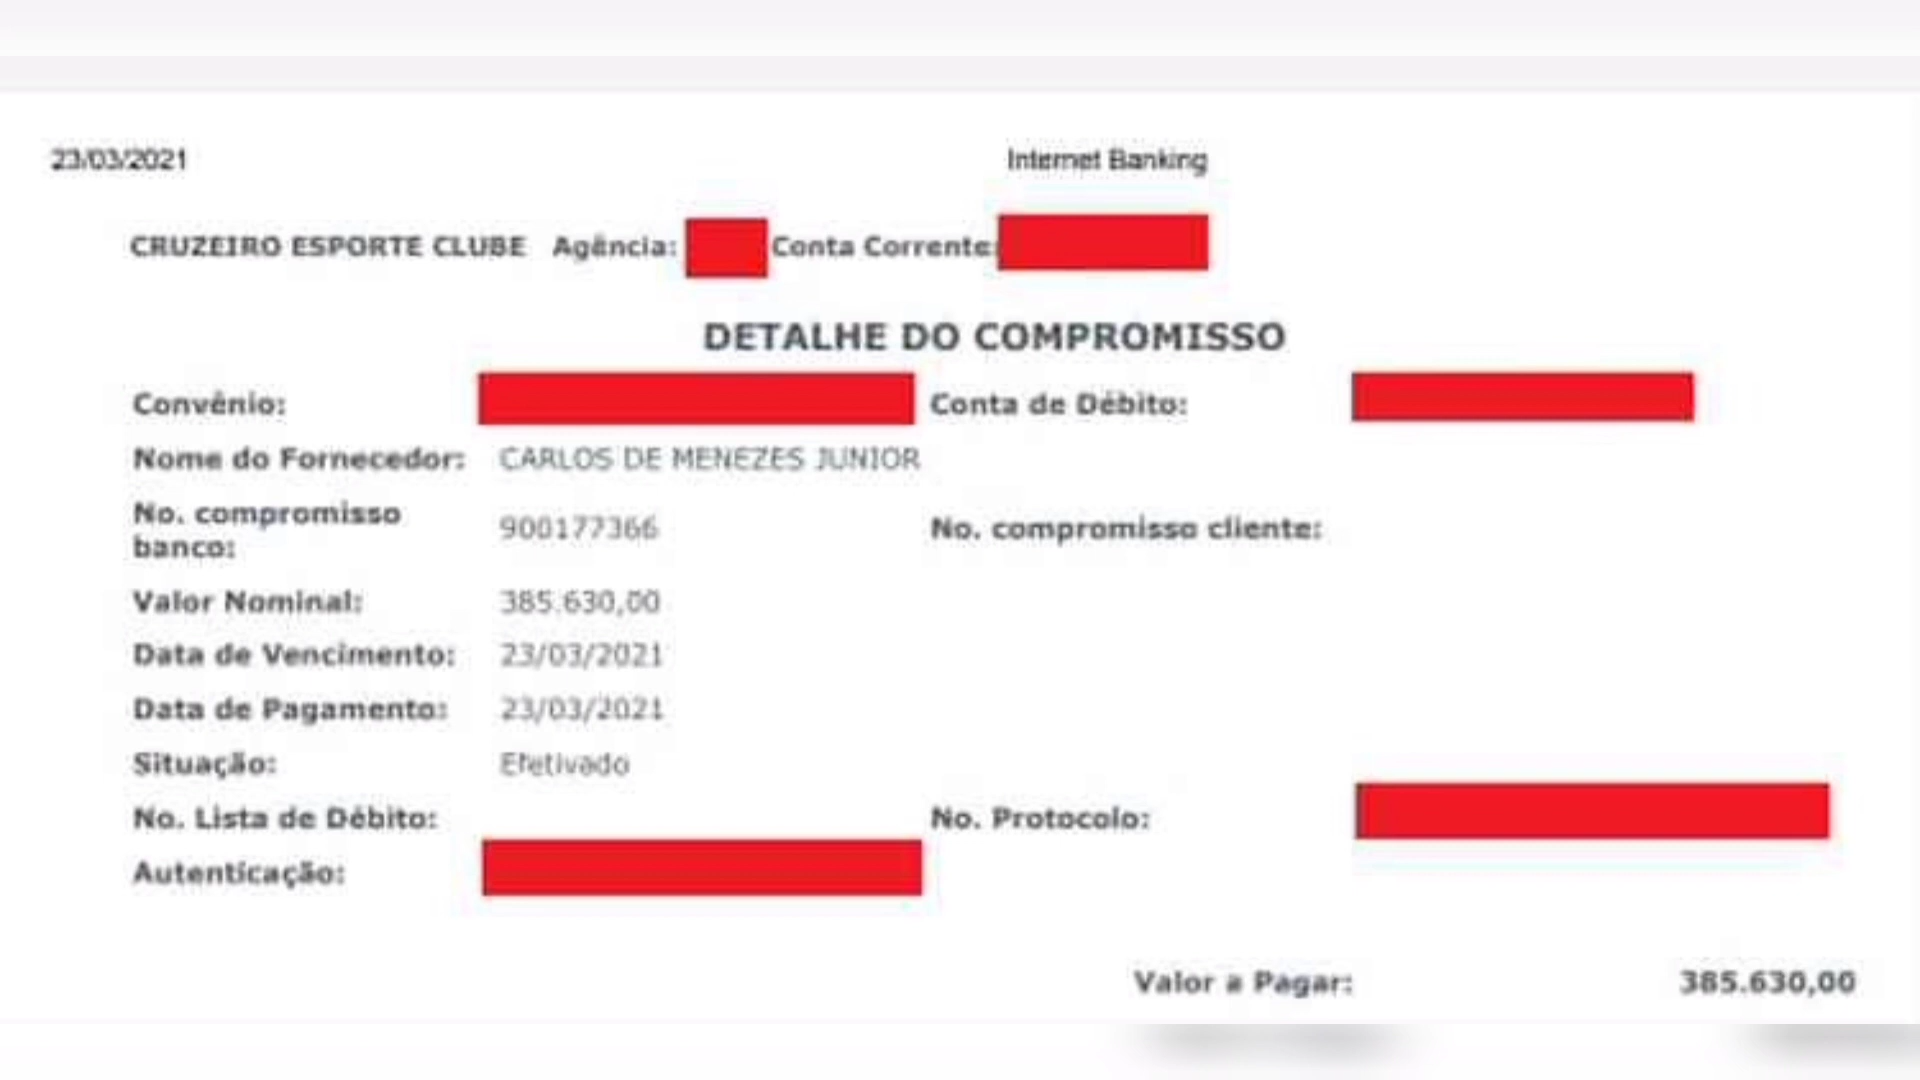 23/03/2021 Internet Banking
CRUZEIRO ESPORTE CLUBE Agência: Conta Corrente:
DETALHE DO COMPROMISSO
Convênio: Conta de Débito:
Nome do Fornecedor: CARLOS DE MENEZES JUNIOR
No. compromisso banco: 900177366 No. compromisso cliente:
Valor Nominal: 385.630,00
Data de Vencimento: 23/03/2021
Data de Pagamento: 23/03/2021
Situação: Efetivado
No. Lista de Débito: No. Protocolo:
Autenticação:
Valor a Pagar: 385.630,00